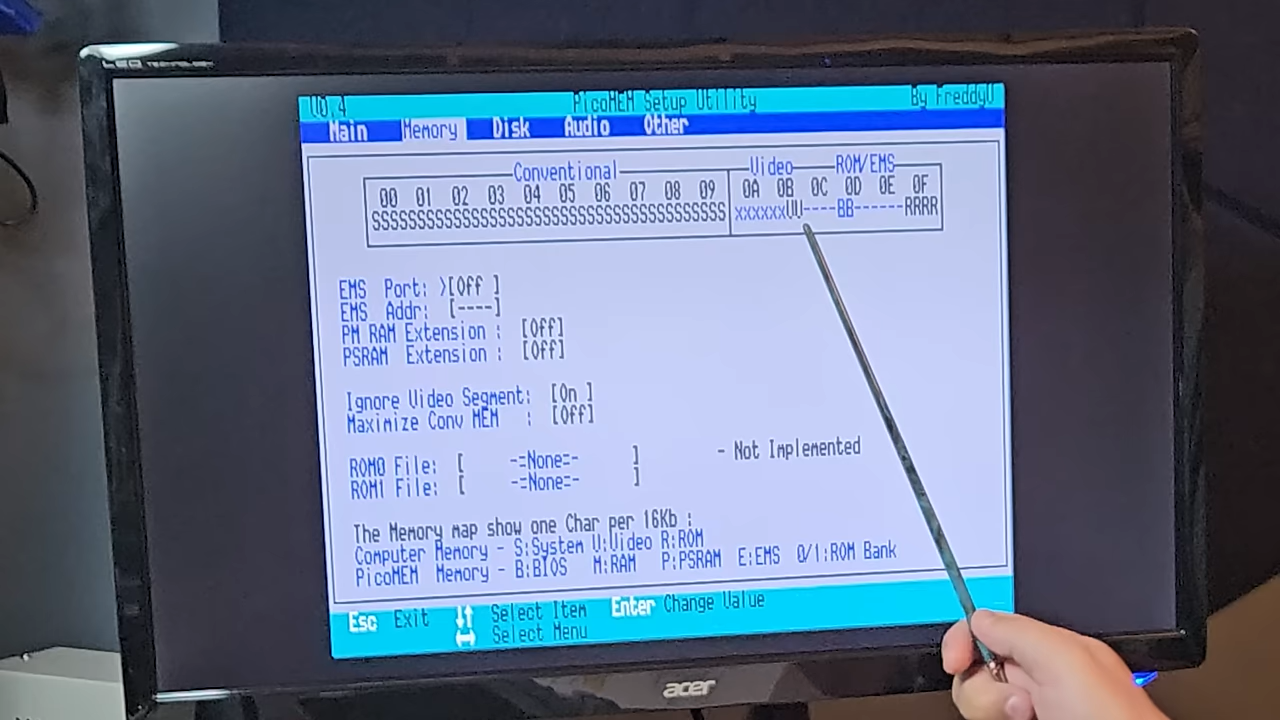 V0.4 PicoMEM Setup Utility By FreddyV
Main Memory Disk Audio Other
Conventional Video ROM/EMS
00 01 02 03 04 05 06 07 08 09 0A 0B 0C 0D 0E 0F
SSSSSSSSSSSSSSSSSSSSSSSSSSSSSSSSSSSSSSSS xxxxxxVV----BB------RRRR
EMS Port: >[Off ]
EMS Addr: [----]
PM RAM Extension : [Off]
PSRAM Extension : [Off]
Ignore Video Segment: [On ]
Maximize Conv MEM : [Off]
ROM0 File: [ -=None=- ] - Not Implemented
ROM1 File: [ -=None=- ]
The Memory map show one Char per 16Kb :
Computer Memory - S:System V:Video R:ROM
PicoMEM Memory - B:BIOS M:RAM P:PSRAM E:EMS 0/1:ROM Bank
Esc Exit ↓↑ Select Item Enter Change Value
↔ Select Menu
acer